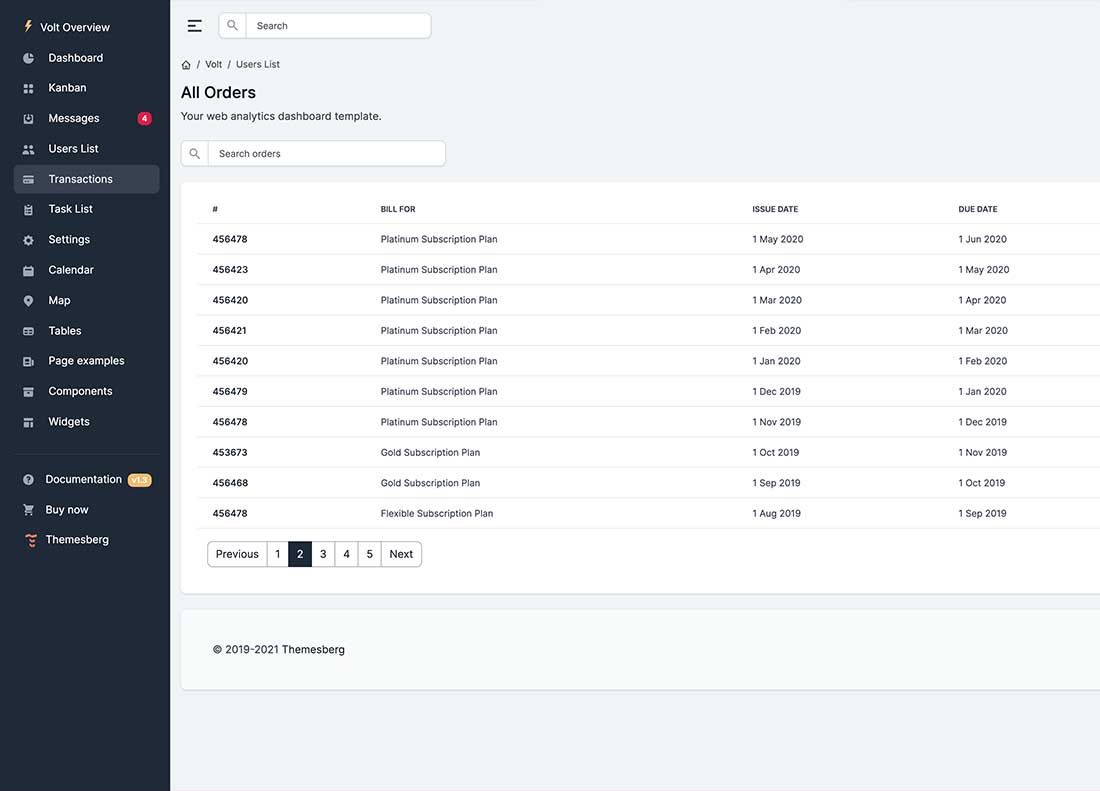 Volt Overview
Dashboard
Kanban
Messages 4
Users List
Transactions
Task List
Settings
Calendar
Map
Tables
Page examples
Components
Widgets
Documentation v1.3
Buy now
Themesberg
Search
/ Volt / Users List
All Orders
Your web analytics dashboard template.
Search orders
# BILL FOR ISSUE DATE DUE DATE
456478 Platinum Subscription Plan 1 May 2020 1 Jun 2020
456423 Platinum Subscription Plan 1 Apr 2020 1 May 2020
456420 Platinum Subscription Plan 1 Mar 2020 1 Apr 2020
456421 Platinum Subscription Plan 1 Feb 2020 1 Mar 2020
456420 Platinum Subscription Plan 1 Jan 2020 1 Feb 2020
456479 Platinum Subscription Plan 1 Dec 2019 1 Jan 2020
456478 Platinum Subscription Plan 1 Nov 2019 1 Dec 2019
453673 Gold Subscription Plan 1 Oct 2019 1 Nov 2019
456468 Gold Subscription Plan 1 Sep 2019 1 Oct 2019
456478 Flexible Subscription Plan 1 Aug 2019 1 Sep 2019
Previous 1 2 3 4 5 Next
© 2019-2021 Themesberg